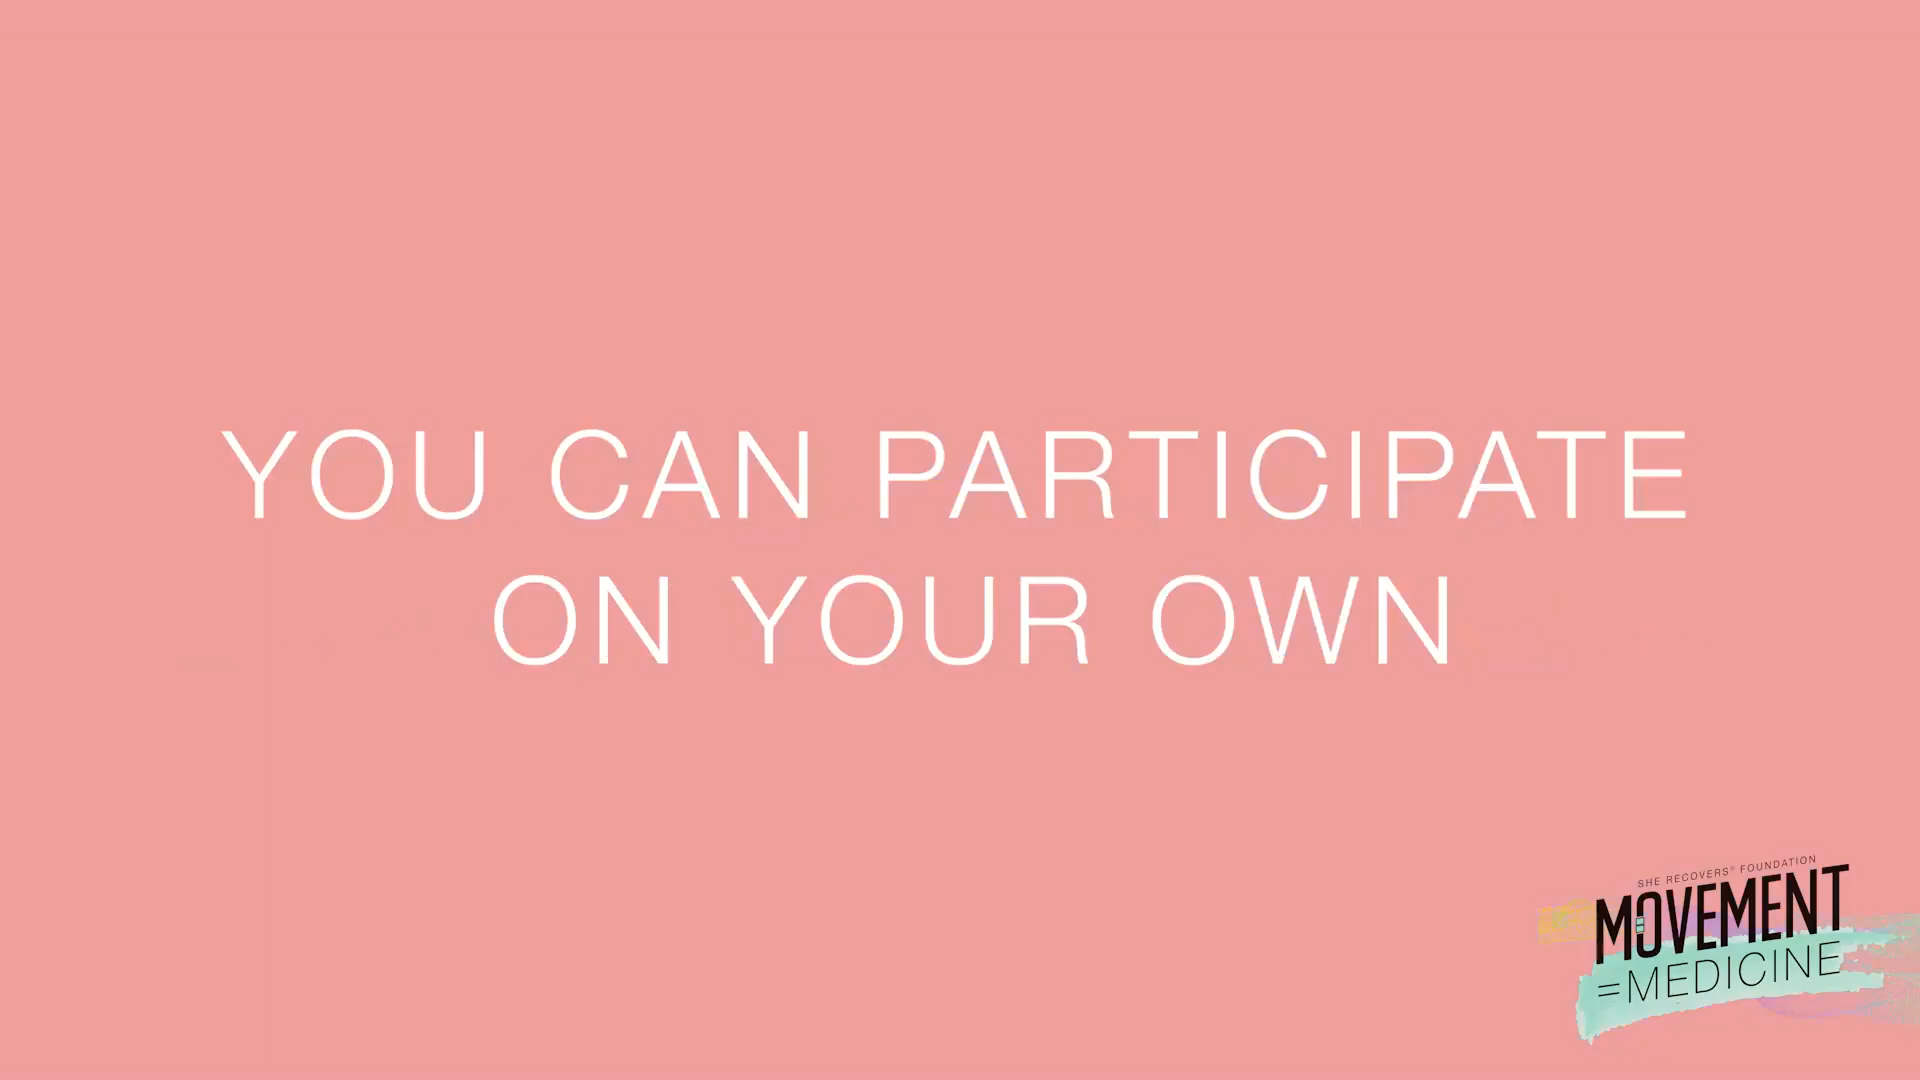 YOU CAN PARTICIPATE
ON YOUR OWN
SHE RECOVERS® FOUNDATION
MOVEMENT
=MEDICINE